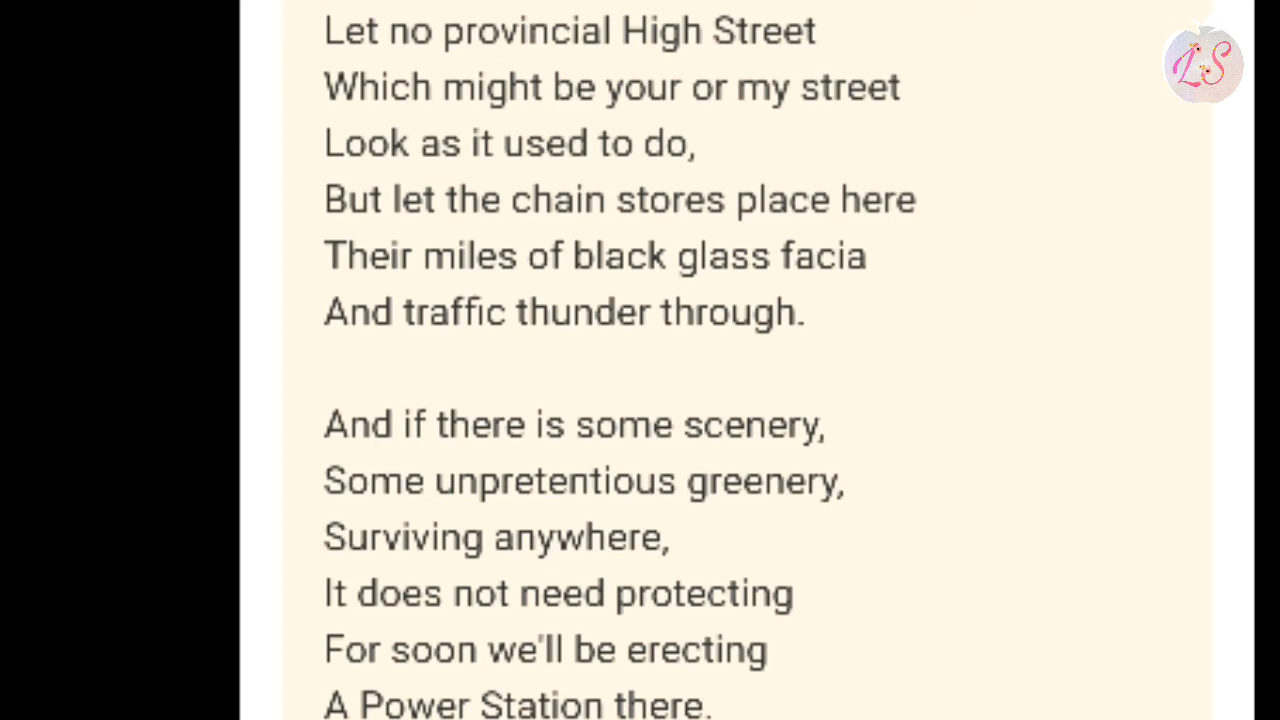 Let no provincial High Street
Which might be your or my street
Look as it used to do,
But let the chain stores place here
Their miles of black glass facia
And traffic thunder through.
And if there is some scenery,
Some unpretentious greenery,
Surviving anywhere,
It does not need protecting
For soon we'll be erecting
A Power Station there.
LS